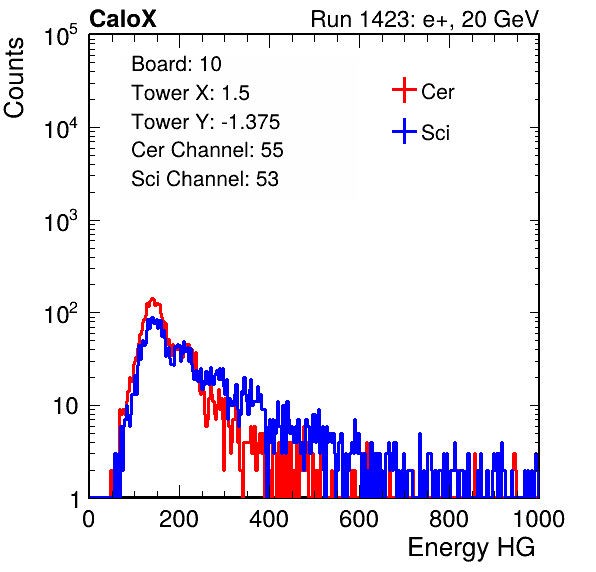 CaloX Run 1423: e+, 20 GeV
Counts
Board: 10
Tower X: 1.5
Tower Y: -1.375
Cer Channel: 55
Sci Channel: 53
Cer
Sci
10^5
10^4
10^3
10^2
10
1
0 200 400 600 800 1000
Energy HG